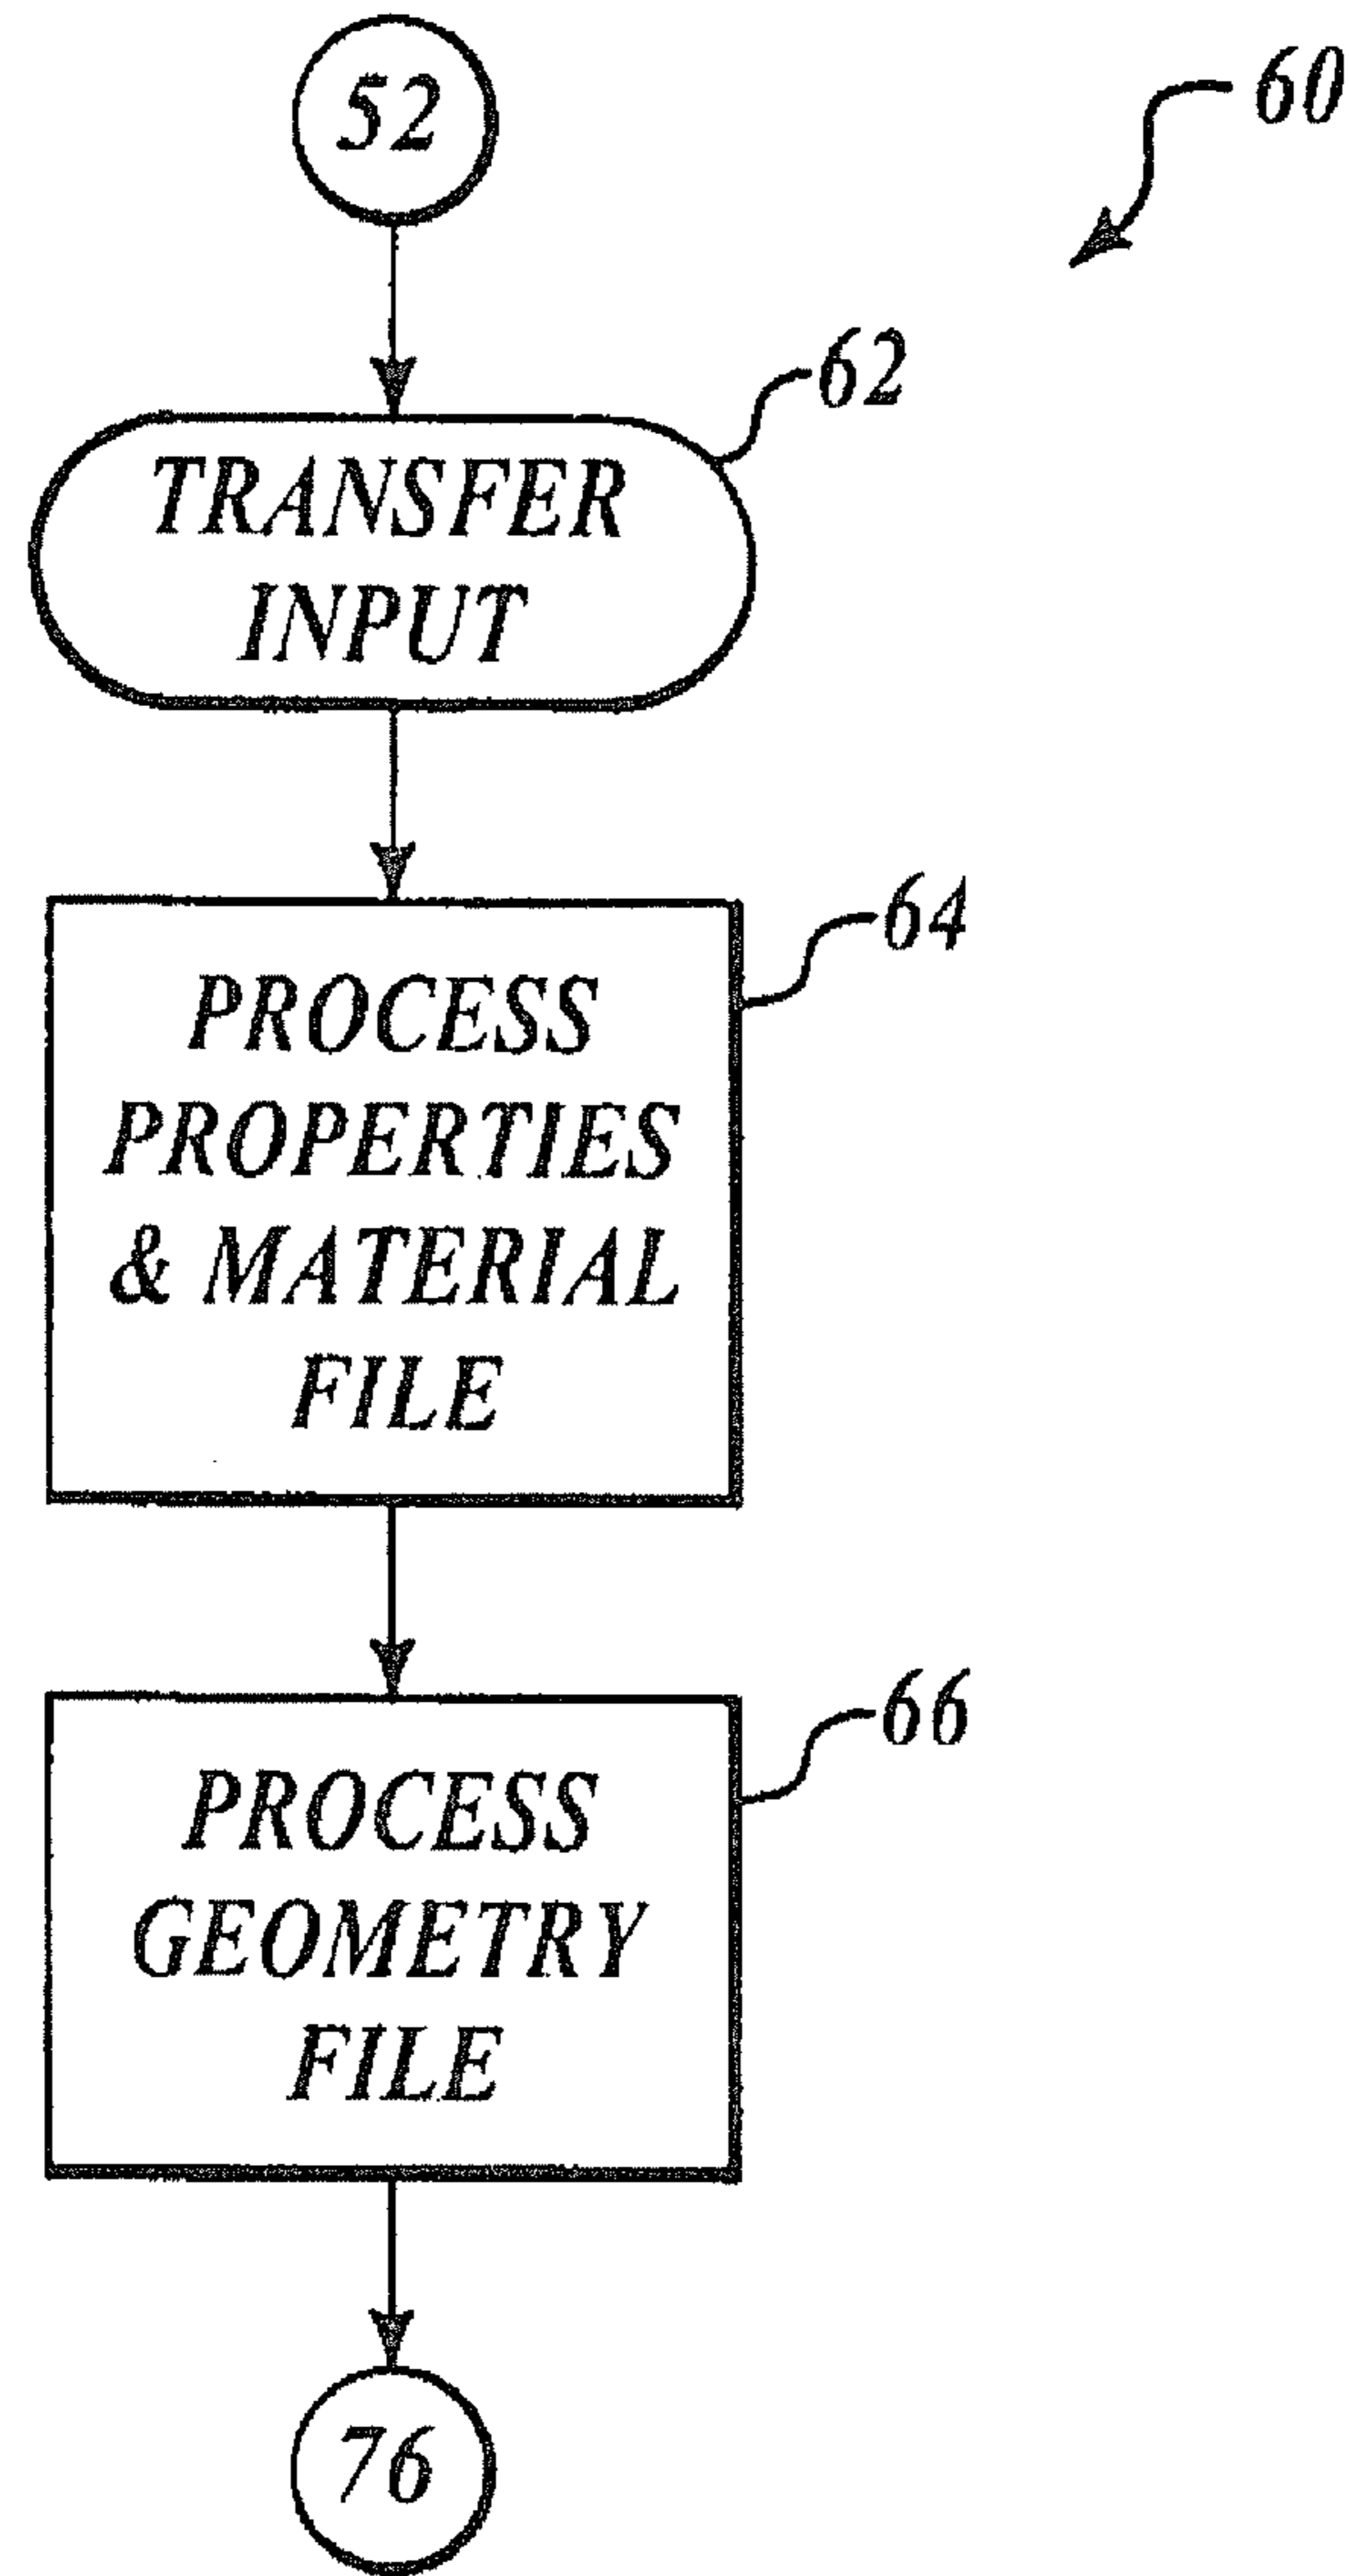 52
60
62
TRANSFER
INPUT
64
PROCESS
PROPERTIES
& MATERIAL
FILE
66
PROCESS
GEOMETRY
FILE
76